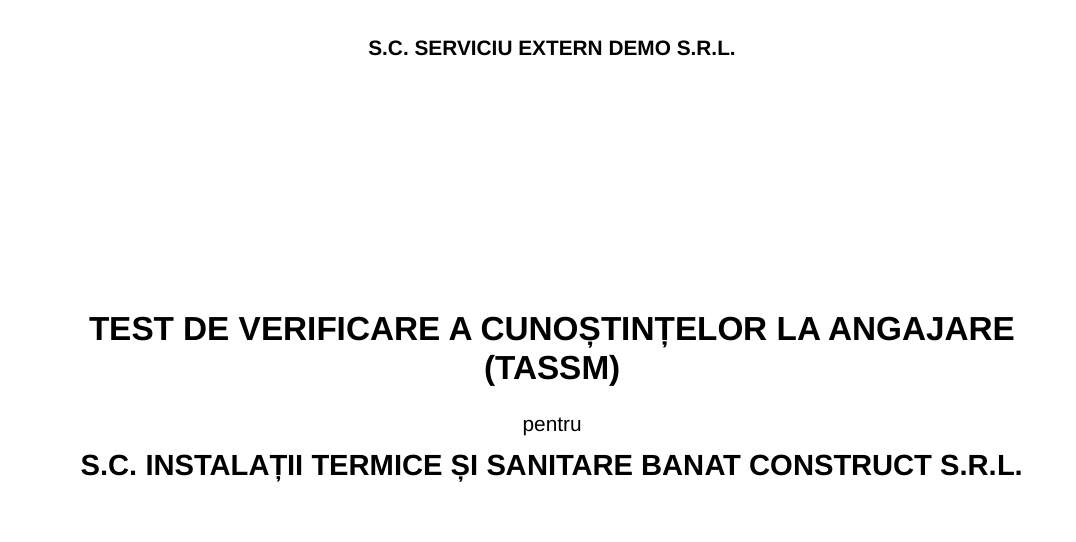 S.C. SERVICIU EXTERN DEMO S.R.L.
TEST DE VERIFICARE A CUNOȘTINȚELOR LA ANGAJARE
(TASSM)
pentru
S.C. INSTALAȚII TERMICE ȘI SANITARE BANAT CONSTRUCT S.R.L.